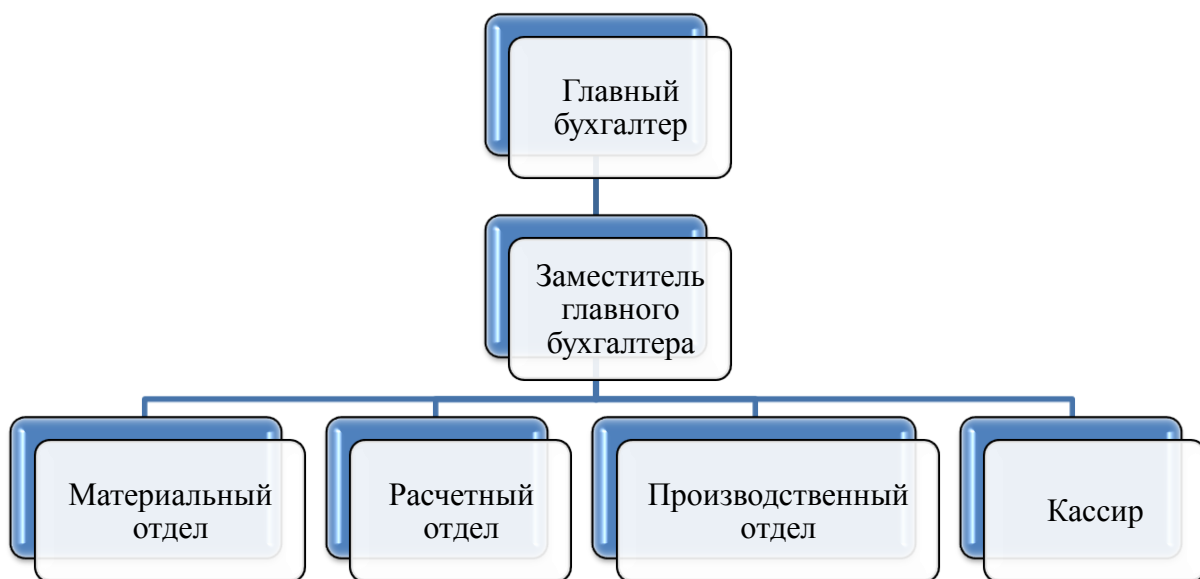 Главный
бухгалтер
Заместитель
главного
бухгалтера
Материальный
отдел
Расчетный
отдел
Производственный
отдел
Кассир